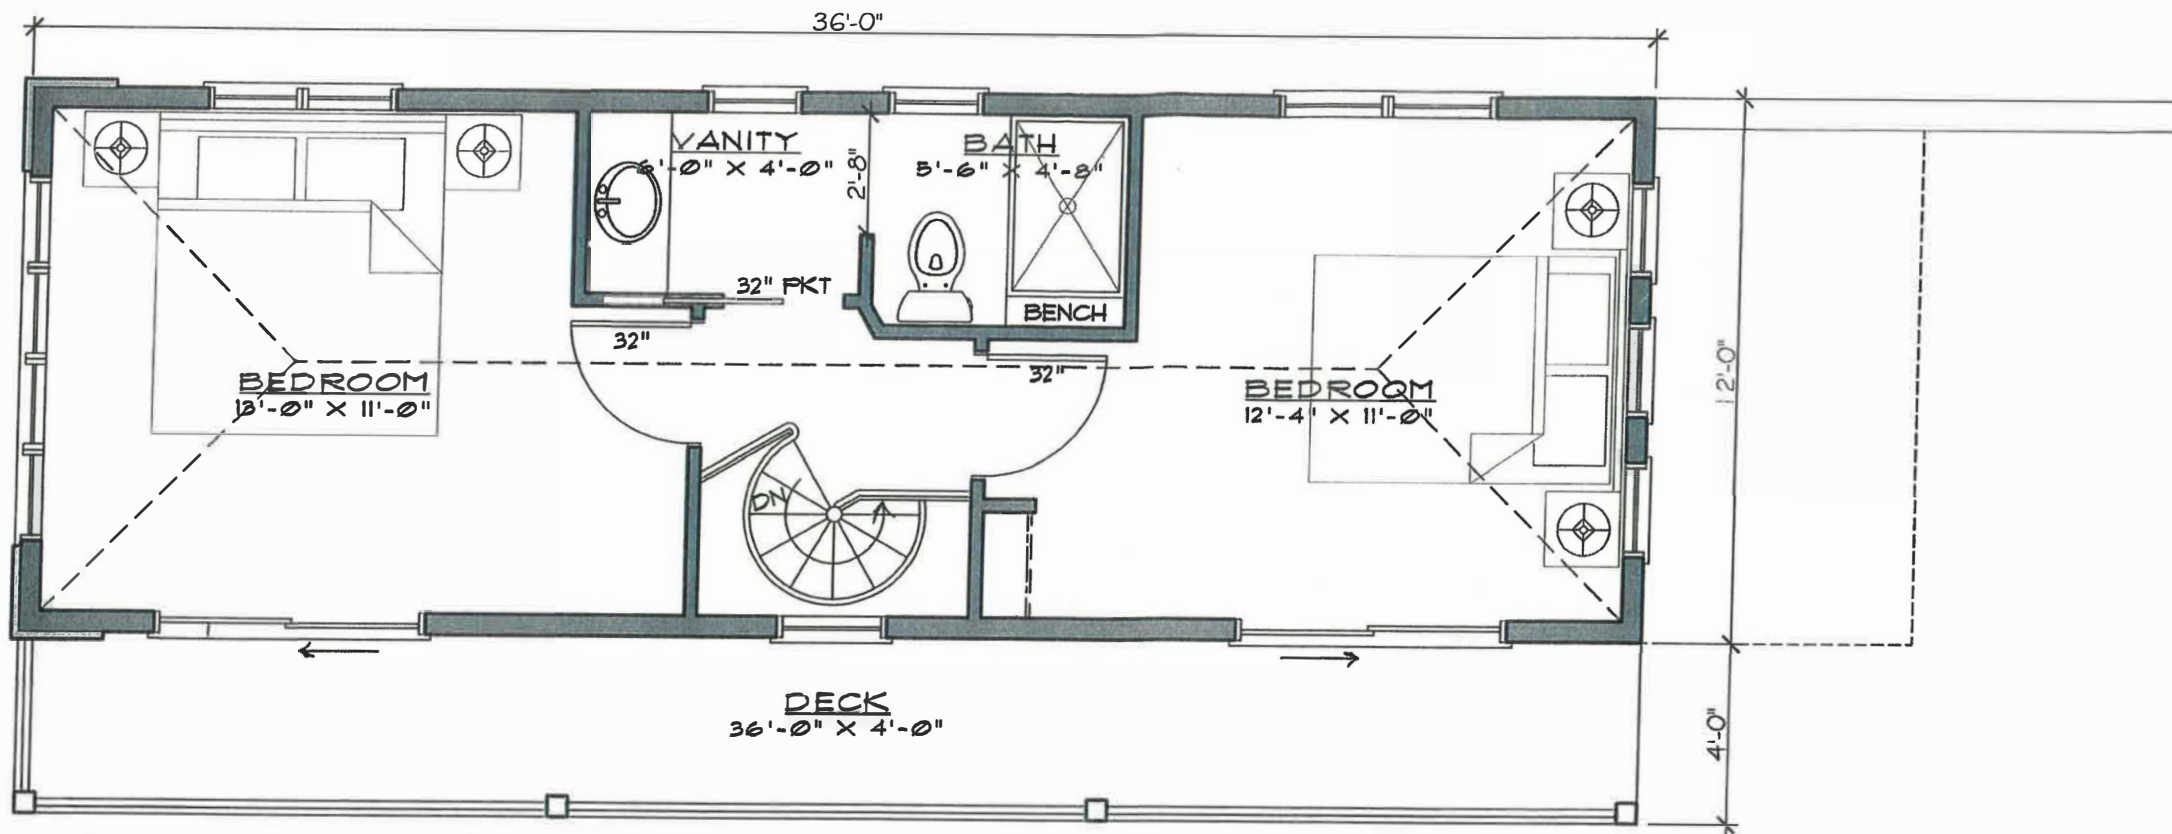 36'-0"
VANITY
6'-0" X 4'-0"
2'-8"
BATH
5'-6" X 4'-8"
32" PKT
BENCH
32"
32"
BEDROOM
13'-0" X 11'-0"
BEDROOM
12'-4" X 11'-0"
12'-0"
DN
DECK
36'-0" X 4'-0"
4'-0"